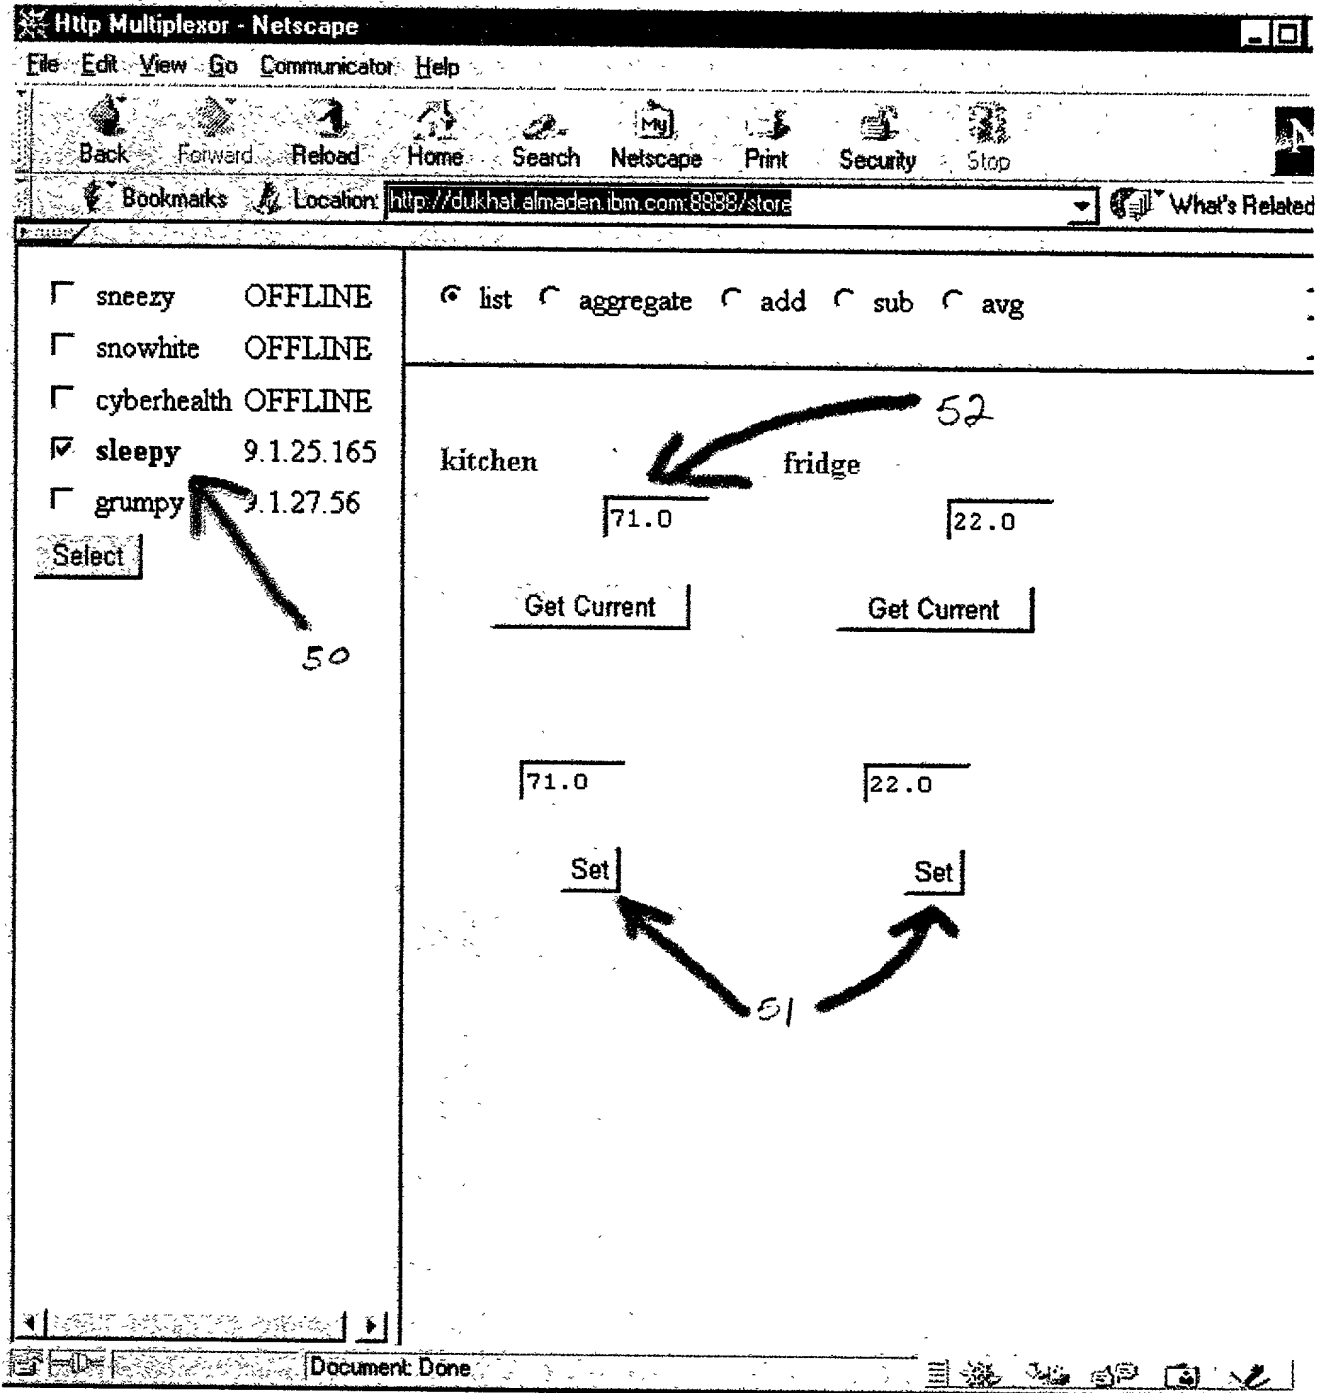 Http Multiplexor - Netscape
File Edit View Go Communicator Help
Back Forward Reload Home Search Netscape Print Security Stop
My
N
Bookmarks Location: http://dukhat.almaden.ibm.com:8888/store What's Related
sneezy OFFLINE
snowhite OFFLINE
cyberhealth OFFLINE
sleepy 9.1.25.165
grumpy 9.1.27.56
Select
50
list aggregate add sub avg
52
kitchen fridge
71.0 22.0
Get Current Get Current
71.0 22.0
Set Set
51
Document: Done